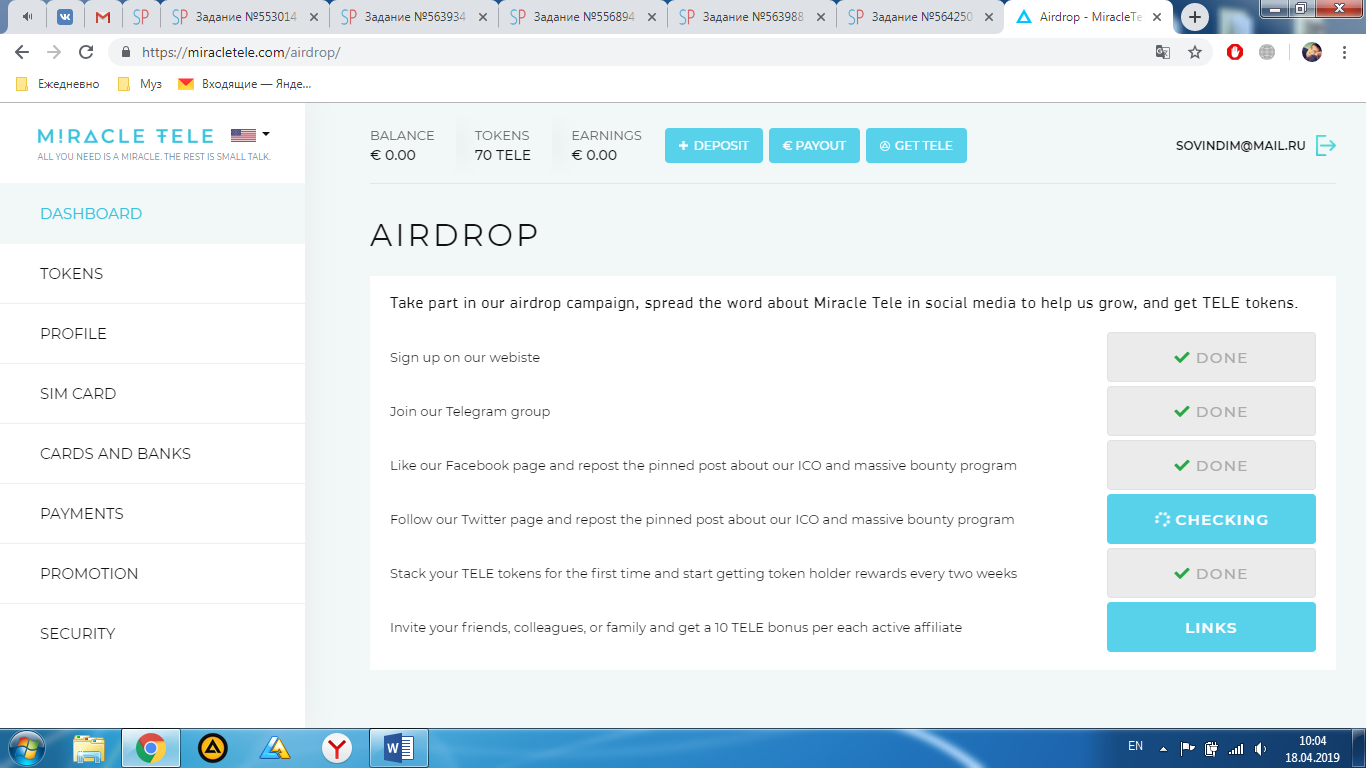 Задание №553014
Задание №563934
Задание №556894
Задание №563988
Задание №564250
Airdrop - MiracleTe
https://miracletele.com/airdrop/
Ежедневно
Муз
Входящие — Янде...
M!RACLE TELE
ALL YOU NEED IS A MIRACLE. THE REST IS SMALL TALK.
BALANCE
€ 0.00
TOKENS
70 TELE
EARNINGS
€ 0.00
+ DEPOSIT
€ PAYOUT
GET TELE
SOVINDIM@MAIL.RU
DASHBOARD
TOKENS
PROFILE
SIM CARD
CARDS AND BANKS
PAYMENTS
PROMOTION
SECURITY
AIRDROP
Take part in our airdrop campaign, spread the word about Miracle Tele in social media to help us grow, and get TELE tokens.
Sign up on our webiste
DONE
Join our Telegram group
DONE
Like our Facebook page and repost the pinned post about our ICO and massive bounty program
DONE
Follow our Twitter page and repost the pinned post about our ICO and massive bounty program
CHECKING
Stack your TELE tokens for the first time and start getting token holder rewards every two weeks
DONE
Invite your friends, colleagues, or family and get a 10 TELE bonus per each active affiliate
LINKS
EN
10:04
18.04.2019